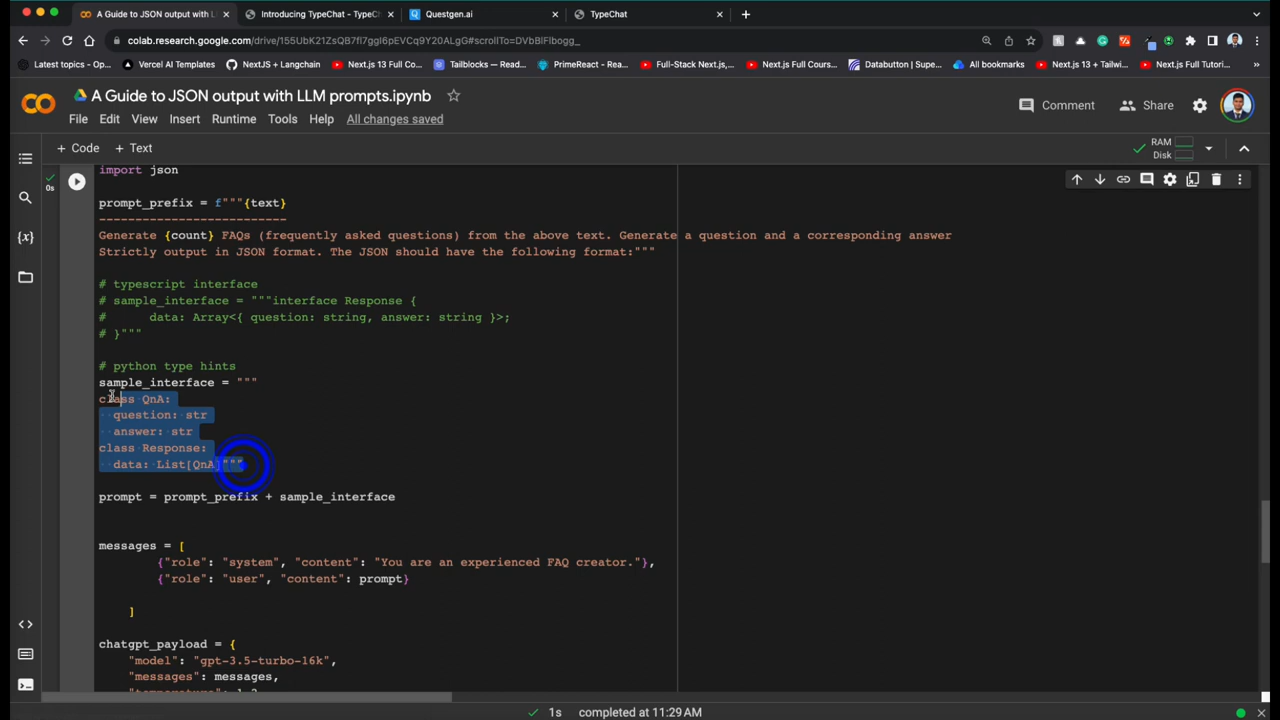 A Guide to JSON output with L
Introducing TypeChat - TypeCh
Questgen.ai
TypeChat
colab.research.google.com/drive/155UbK21ZsQB7fl7ggI6pEVCq9Y20ALgG#scrollTo=DVbBlFlbogg_
Latest topics - Op...
Vercel AI Templates
NextJS + Langchain
Next.js 13 Full Co...
Tailblocks — Read...
PrimeReact - Rea...
Full-Stack Next.js,...
Next.js Full Cours...
Databutton | Supe...
All bookmarks
Next.js 13 + Tailwi...
Next.js Full Tutori...
A Guide to JSON output with LLM prompts.ipynb
Comment
Share
File Edit View Insert Runtime Tools Help All changes saved
+ Code + Text
RAM
Disk
0s
import json
prompt_prefix = f"""{text}
--------------------------
Generate {count} FAQs (frequently asked questions) from the above text. Generate a question and a corresponding answer
Strictly output in JSON format. The JSON should have the following format:"""
# typescript interface
# sample_interface = """interface Response {
#      data: Array<{ question: string, answer: string }>;
# }"""
# python type hints
sample_interface = """
class QnA:
  question: str
  answer: str
class Response:
  data: List[QnA]"""
prompt = prompt_prefix + sample_interface
messages = [
        {"role": "system", "content": "You are an experienced FAQ creator."},
        {"role": "user", "content": prompt}
    ]
chatgpt_payload = {
    "model": "gpt-3.5-turbo-16k",
    "messages": messages,
1s completed at 11:29 AM